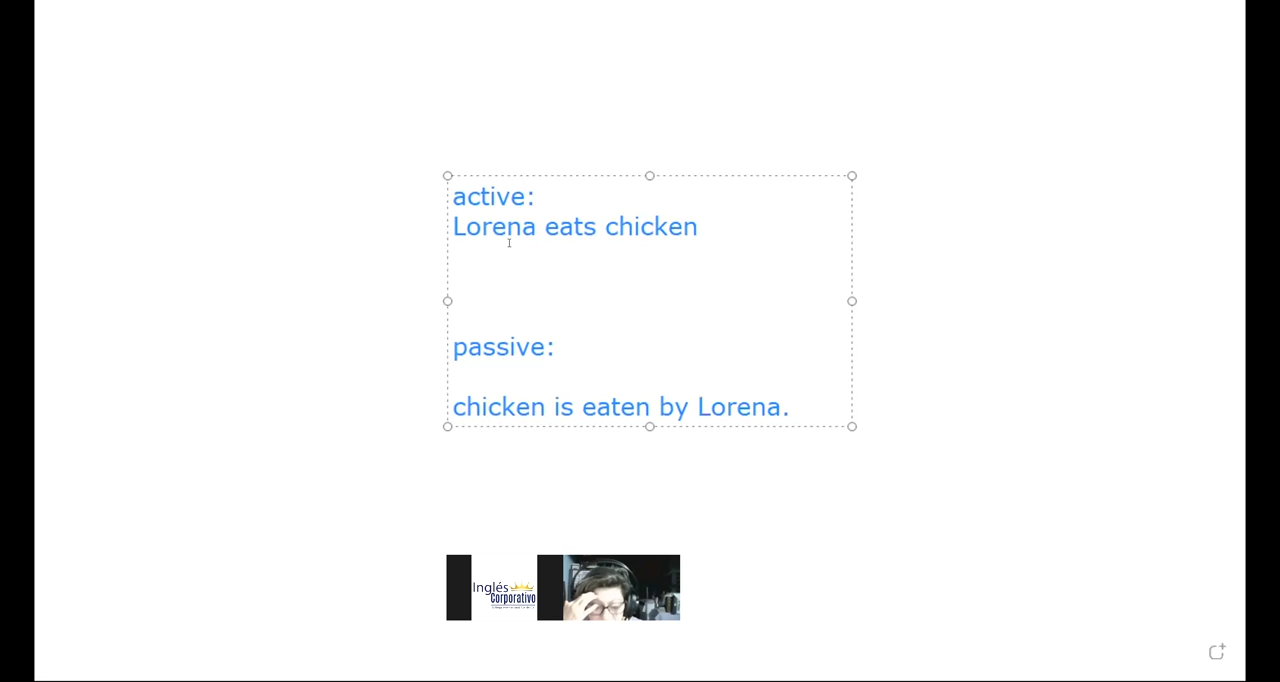 active:
Lorena eats chicken
passive:
chicken is eaten by Lorena.
Inglés
Corporativo